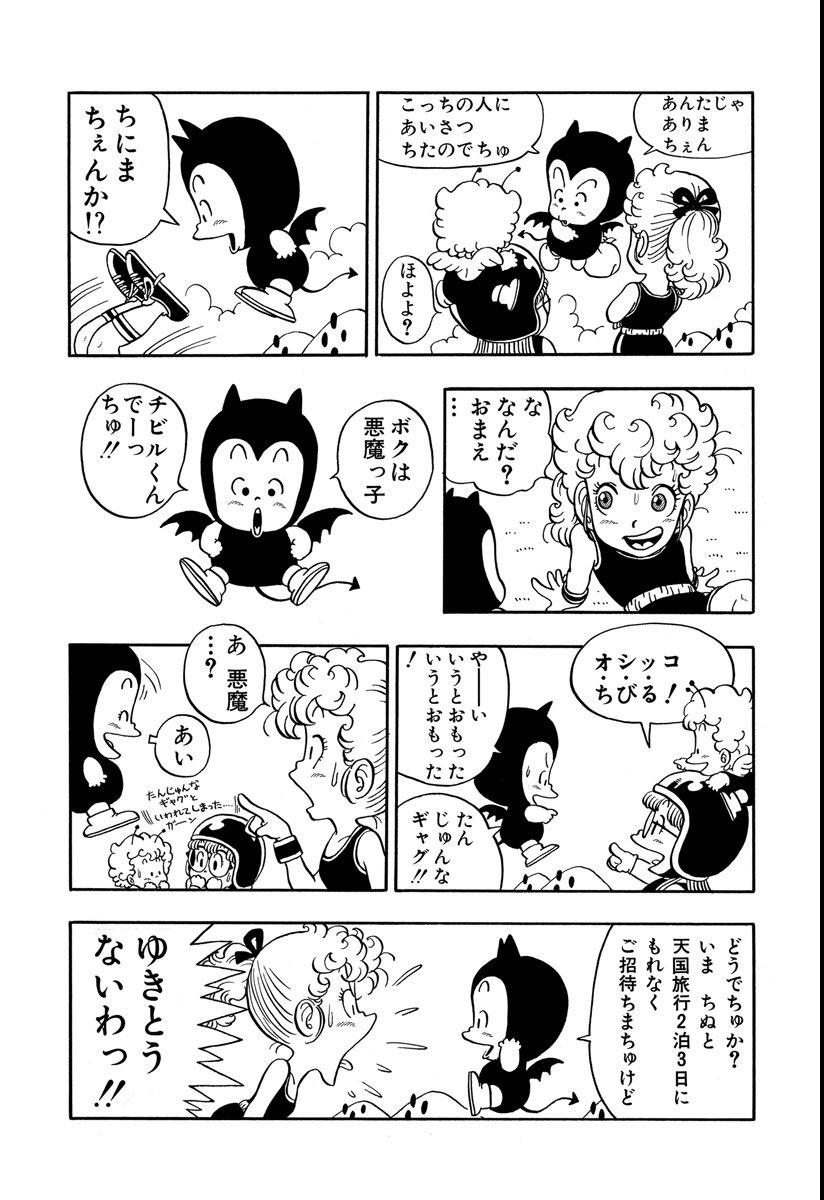 あんたじゃ
ありま
ちぇん
こっちの人に
あいさつ
ちたのでちゅ
ほよよ?
ちにま
ちぇんか!?
な
なんだ?
おまえ
…
ボクは
悪魔っ子
チビルくん
でーっ
ちゅ!!
オシッコ
ちびる!
やーい
いうとおもった
いうとおもった
!
たん
じゅんな
ギャグ!!
あ 悪魔
…?
あい
たんじゅんな
ギャグと
いわれてしまった…
ガーン
どうでちゅか?
いま ちぬと
天国旅行2泊3日に
もれなく
ご招待ちまちゅけど
ゆきとう
ないわっ!!